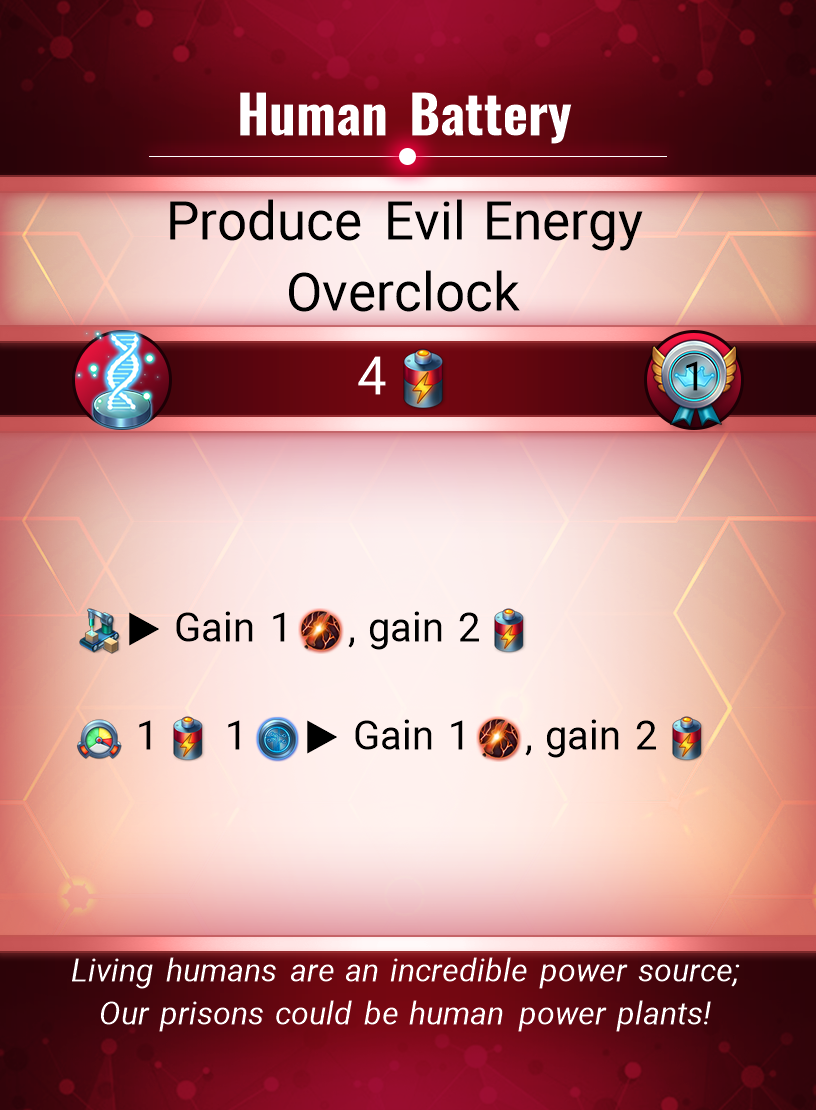 Human Battery
Produce Evil Energy
Overclock
4
1
Gain 1 , gain 2
1 1 Gain 1 , gain 2
Living humans are an incredible power source;
Our prisons could be human power plants!